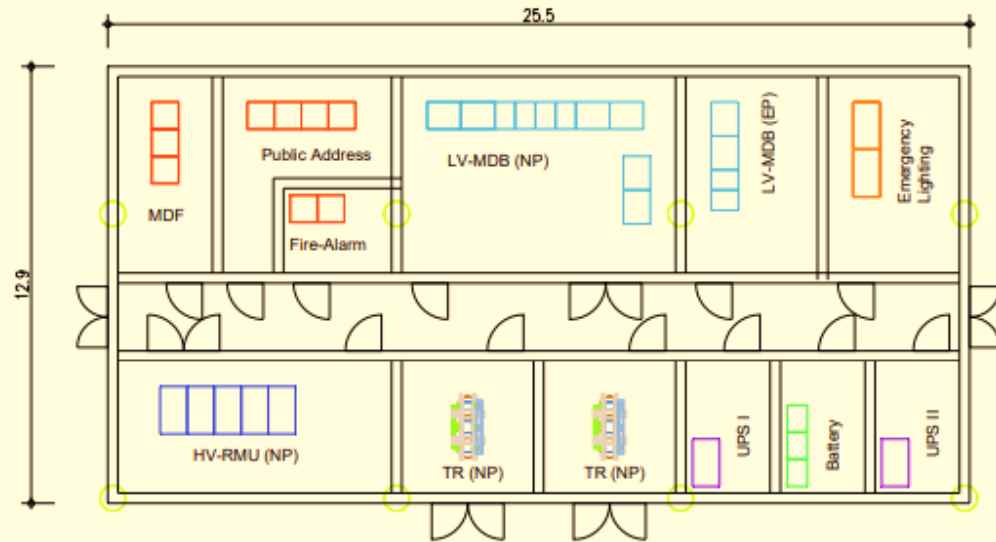 25.5
12.9
MDF
Public Address
Fire-Alarm
LV-MDB (NP)
LV-MDB (EP)
Emergency
Lighting
HV-RMU (NP)
TR (NP)
TR (NP)
UPS I
Battery
UPS II